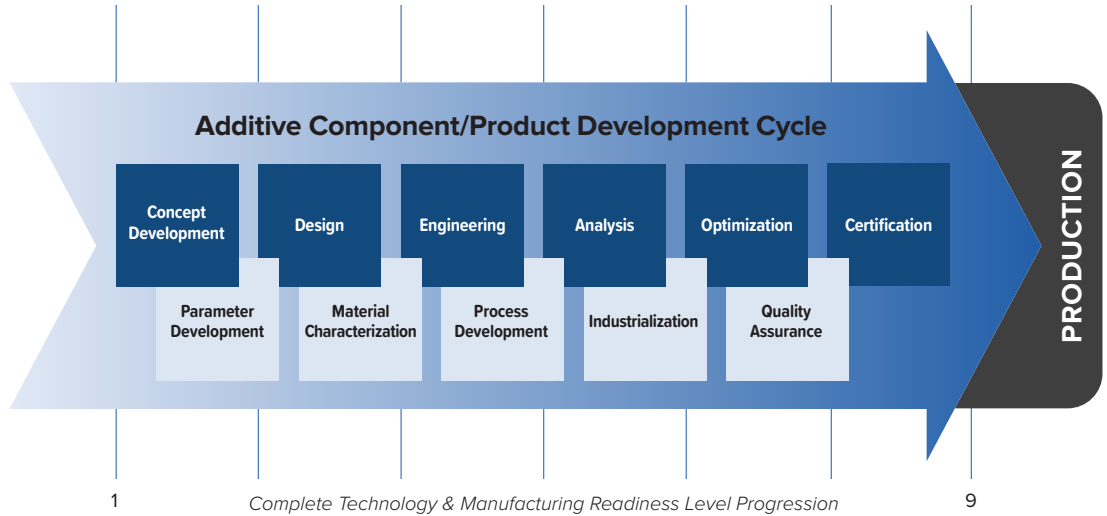 Additive Component/Product Development Cycle
Concept
Development
Design
Engineering
Analysis
Optimization
Certification
Parameter
Development
Material
Characterization
Process
Development
Industrialization
Quality
Assurance
PRODUCTION
1
Complete Technology & Manufacturing Readiness Level Progression
9